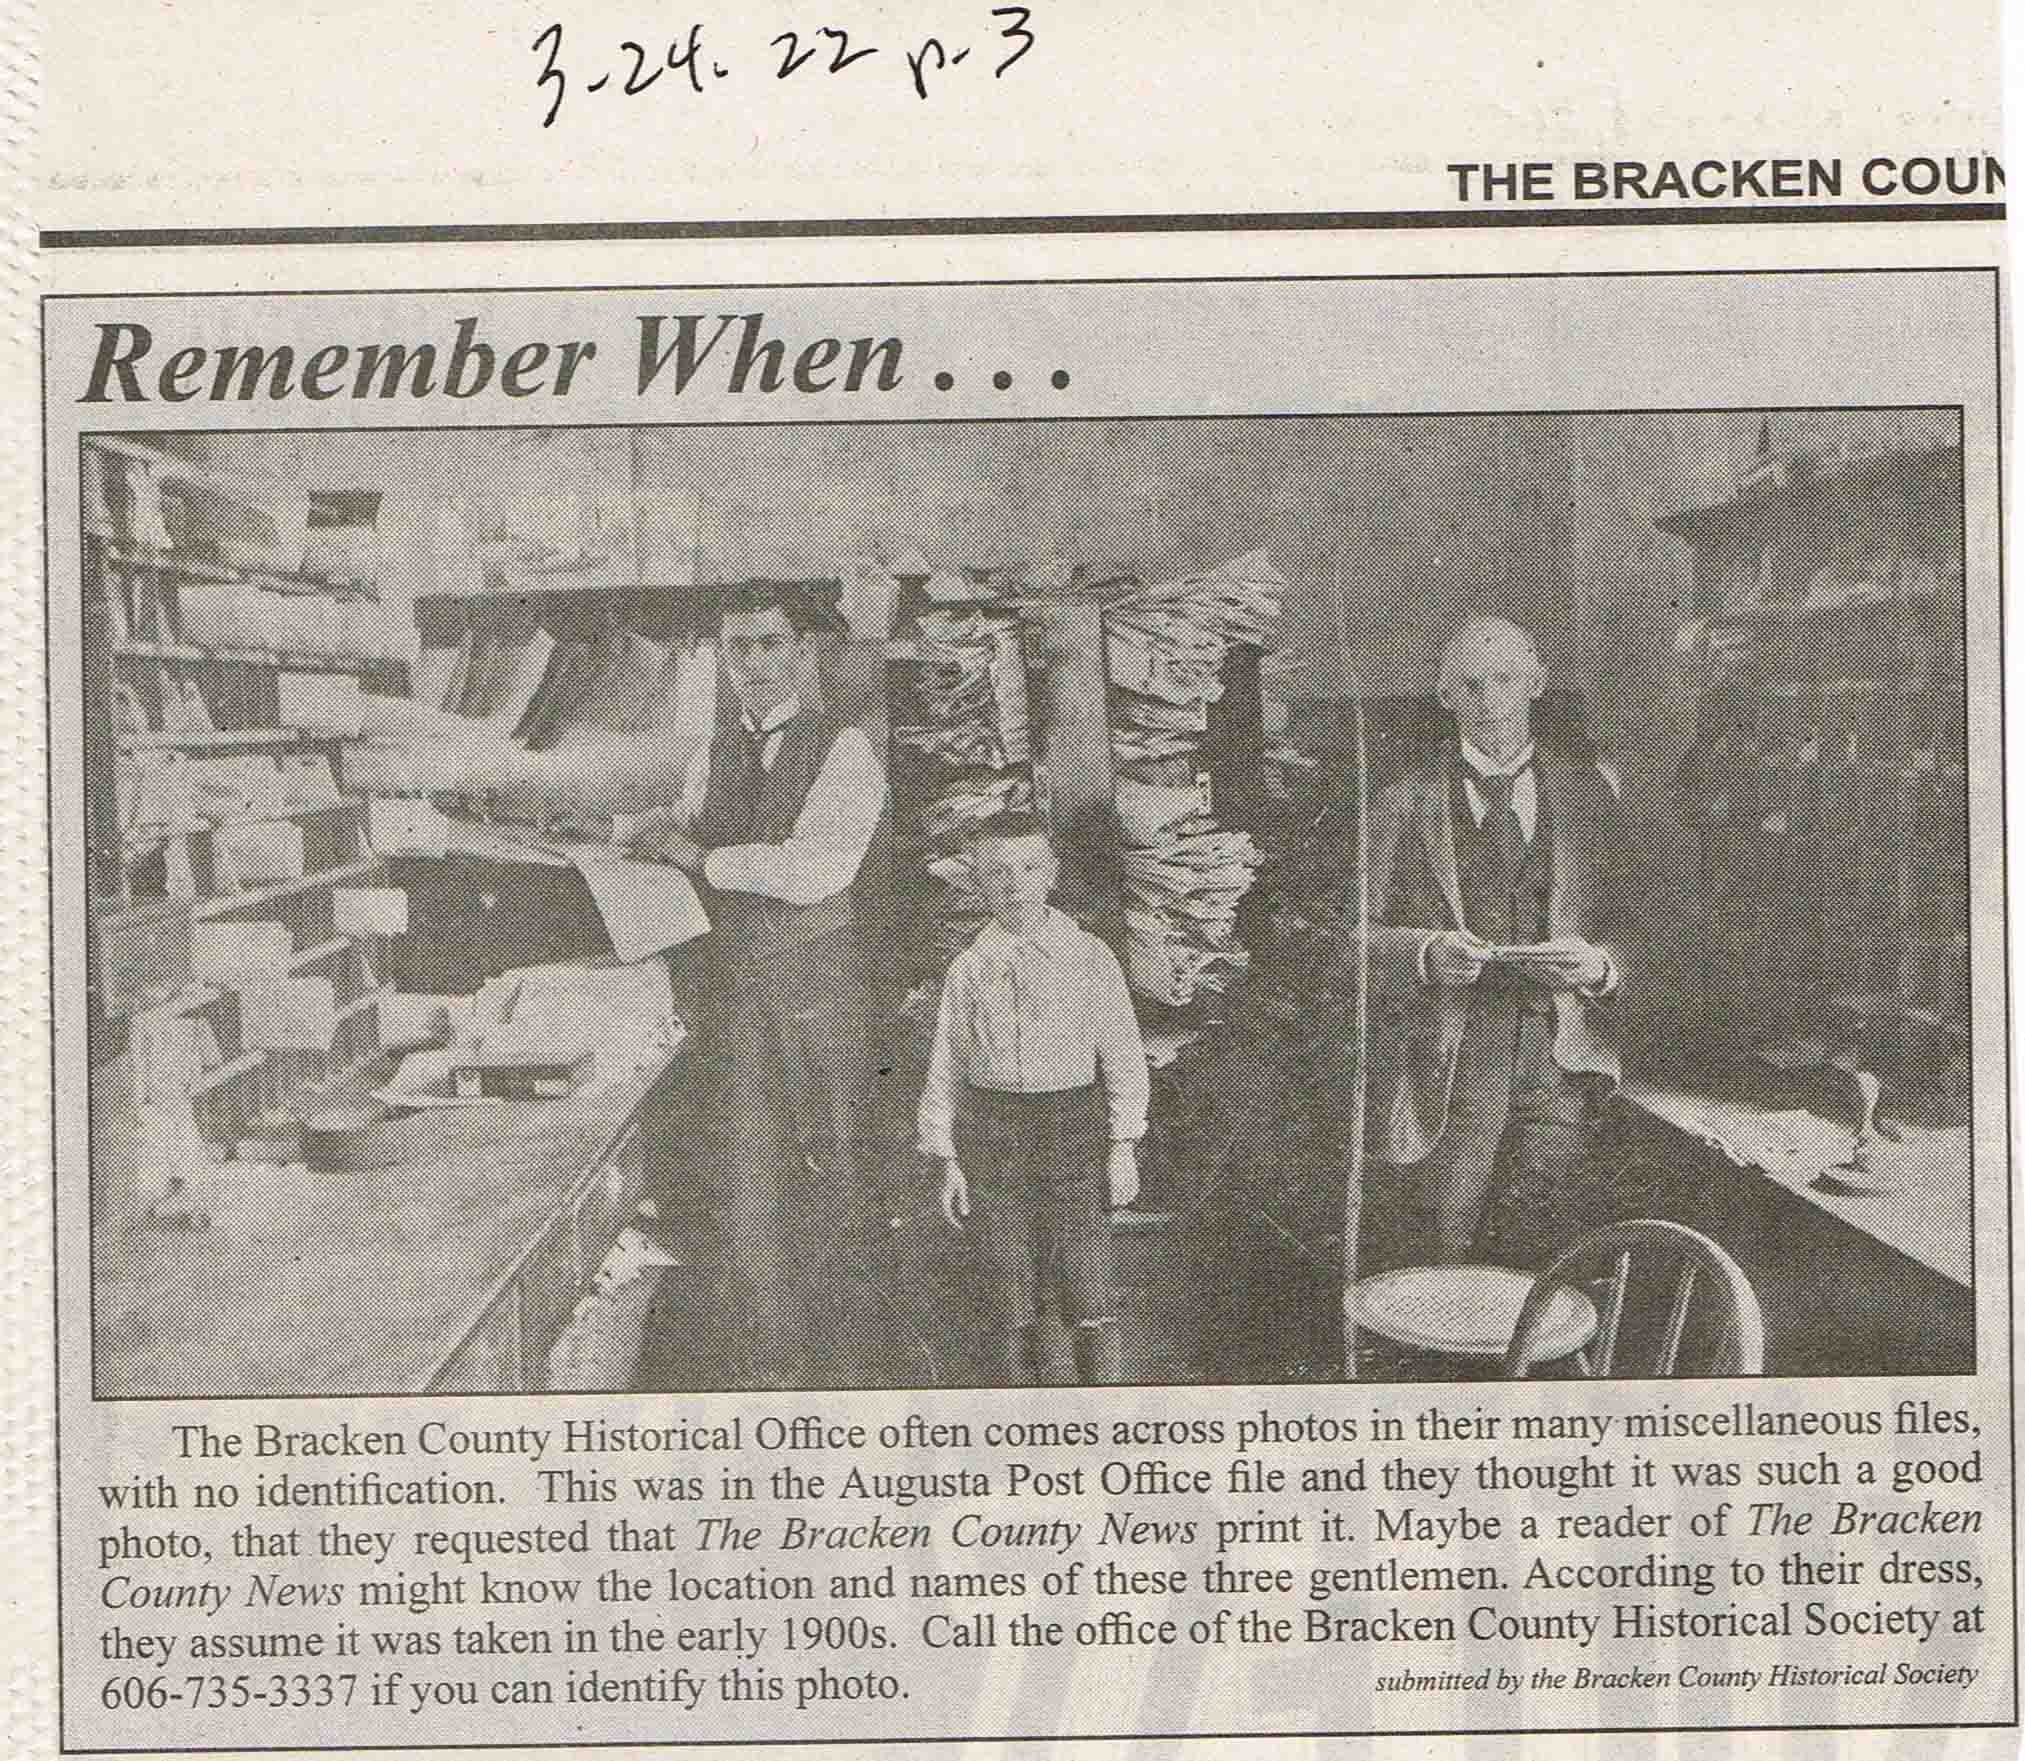 3-24.22 p.3
THE BRACKEN COUN
Remember When . . .
The Bracken County Historical Office often comes across photos in their many miscellaneous files,
with no identification. This was in the Augusta Post Office file and they thought it was such a good
photo, that they requested that The Bracken County News print it. Maybe a reader of The Bracken
County News might know the location and names of these three gentlemen. According to their dress,
they assume it was taken in the early 1900s. Call the office of the Bracken County Historical Society at
606-735-3337 if you can identify this photo.
submitted by the Bracken County Historical Society